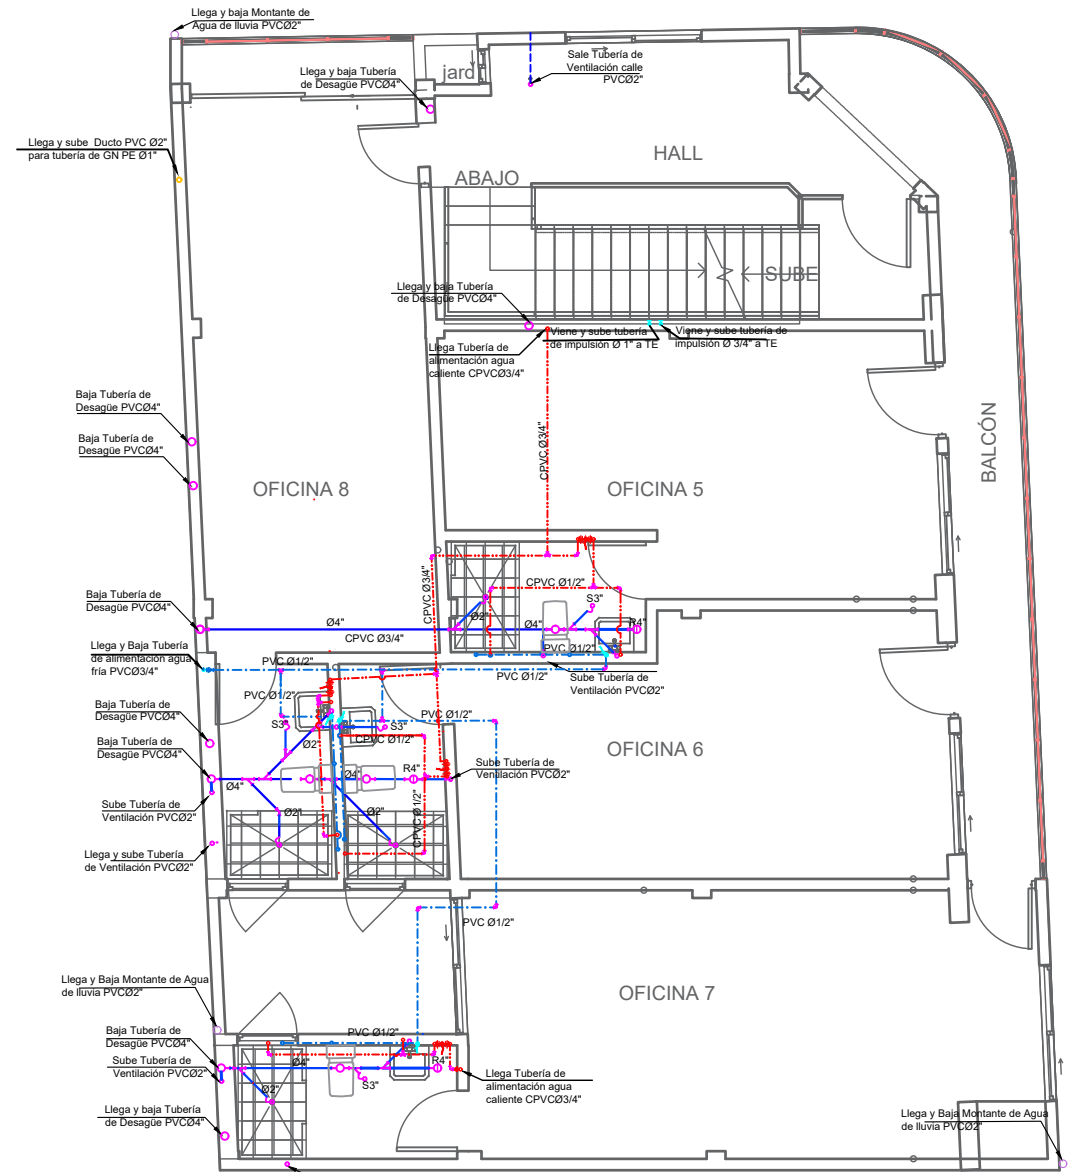 Llega y baja Montante de
Agua de lluvia PVCØ2"
Llega y baja Tubería
de Desagüe PVCØ4"
jard
Sale Tubería de
Ventilación calle
PVCØ2"
Llega y sube Ducto PVC Ø2"
para tubería de GN PE Ø1"
HALL
ABAJO
SUBE
Llega y baja Tubería
de Desagüe PVCØ4"
Llega Tubería de
alimentación agua
caliente CPVCØ3/4"
Viene y sube tubería
de impulsión Ø 1" a TE
Viene y sube tubería de
impulsión Ø 3/4" a TE
Baja Tubería de
Desagüe PVCØ4"
Baja Tubería de
Desagüe PVCØ4"
CPVC Ø3/4"
BALCÓN
OFICINA 8
OFICINA 5
CPVC Ø3/4"
CPVC Ø1/2"
Baja Tubería de
Desagüe PVCØ4"
S3"
Ø2"
Ø4"
R4"
Ø4"
CPVC Ø3/4"
PVC Ø1/2"
Llega y Baja Tubería
de alimentación agua
fría PVCØ3/4"
PVC Ø1/2"
PVC Ø1/2"
Sube Tubería de
Ventilación PVCØ2"
PVC Ø1/2"
Baja Tubería de
Desagüe PVCØ4"
S3"
S3"
PVC Ø1/2"
CPVC Ø1/2"
Ø2"
OFICINA 6
Baja Tubería de
Desagüe PVCØ4"
Ø4"
Ø4"
R4"
Sube Tubería de
Ventilación PVCØ2"
Sube Tubería de
Ventilación PVCØ2"
Ø2"
Ø2"
CPVC Ø1/2"
Llega y sube Tubería
de Ventilación PVCØ2"
PVC Ø1/2"
Llega y Baja Montante de Agua
de lluvia PVCØ2"
OFICINA 7
Baja Tubería de
Desagüe PVCØ4"
PVC Ø1/2"
Sube Tubería de
Ventilación PVCØ2"
Ø4"
R4"
S3"
Ø2"
Llega Tubería de
alimentación agua
caliente CPVCØ3/4"
Llega y baja Tubería
de Desagüe PVCØ4"
Llega y Baja Montante de Agua
de lluvia PVCØ2"